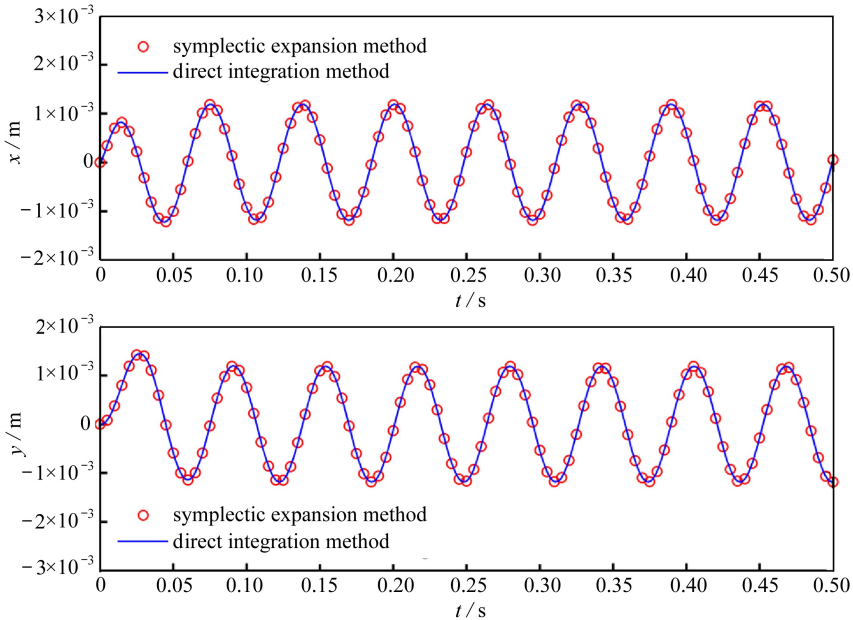 3×10⁻³
symplectic expansion method
2×10⁻³
direct integration method
1×10⁻³
x / m
0
−1×10⁻³
−2×10⁻³
0 0.05 0.10 0.15 0.20 0.25 0.30 0.35 0.40 0.45 0.50
t / s
2×10⁻³
1×10⁻³
0
y / m
−1×10⁻³
symplectic expansion method
−2×10⁻³
direct integration method
−3×10⁻³
0 0.05 0.10 0.15 0.20 0.25 0.30 0.35 0.40 0.45 0.50
t / s